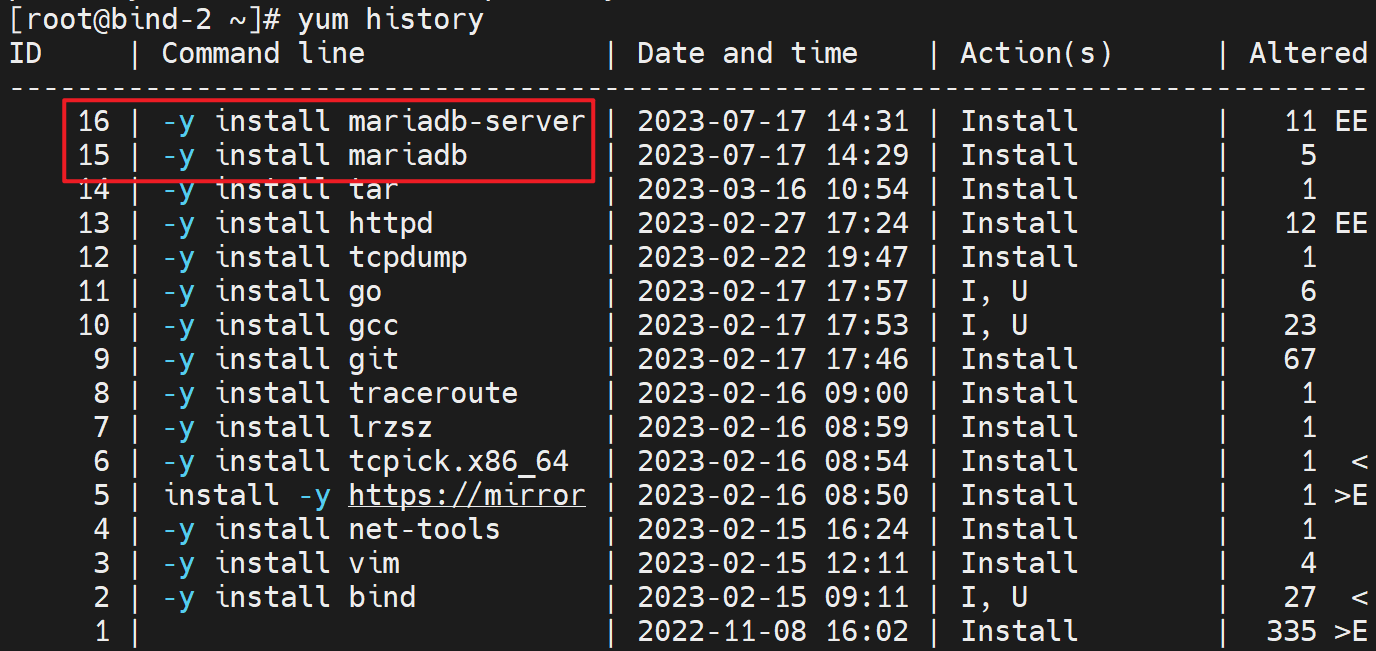 [root@bind-2 ~]# yum history
ID     | Command line              | Date and time    | Action(s)      | Altered
--------------------------------------------------------------------------------
    16 | -y install mariadb-server | 2023-07-17 14:31 | Install        |   11 EE
    15 | -y install mariadb        | 2023-07-17 14:29 | Install        |    5
    14 | -y install tar            | 2023-03-16 10:54 | Install        |    1
    13 | -y install httpd          | 2023-02-27 17:24 | Install        |   12 EE
    12 | -y install tcpdump        | 2023-02-22 19:47 | Install        |    1
    11 | -y install go             | 2023-02-17 17:57 | I, U           |    6
    10 | -y install gcc            | 2023-02-17 17:53 | I, U           |   23
     9 | -y install git            | 2023-02-17 17:46 | Install        |   67
     8 | -y install traceroute     | 2023-02-16 09:00 | Install        |    1
     7 | -y install lrzsz          | 2023-02-16 08:59 | Install        |    1
     6 | -y install tcpick.x86_64  | 2023-02-16 08:54 | Install        |    1  <
     5 | install -y https://mirror | 2023-02-16 08:50 | Install        |    1 >E
     4 | -y install net-tools      | 2023-02-15 16:24 | Install        |    1
     3 | -y install vim            | 2023-02-15 12:11 | Install        |    4
     2 | -y install bind           | 2023-02-15 09:11 | I, U           |   27  <
     1 |                           | 2022-11-08 16:02 | Install        |  335 >E